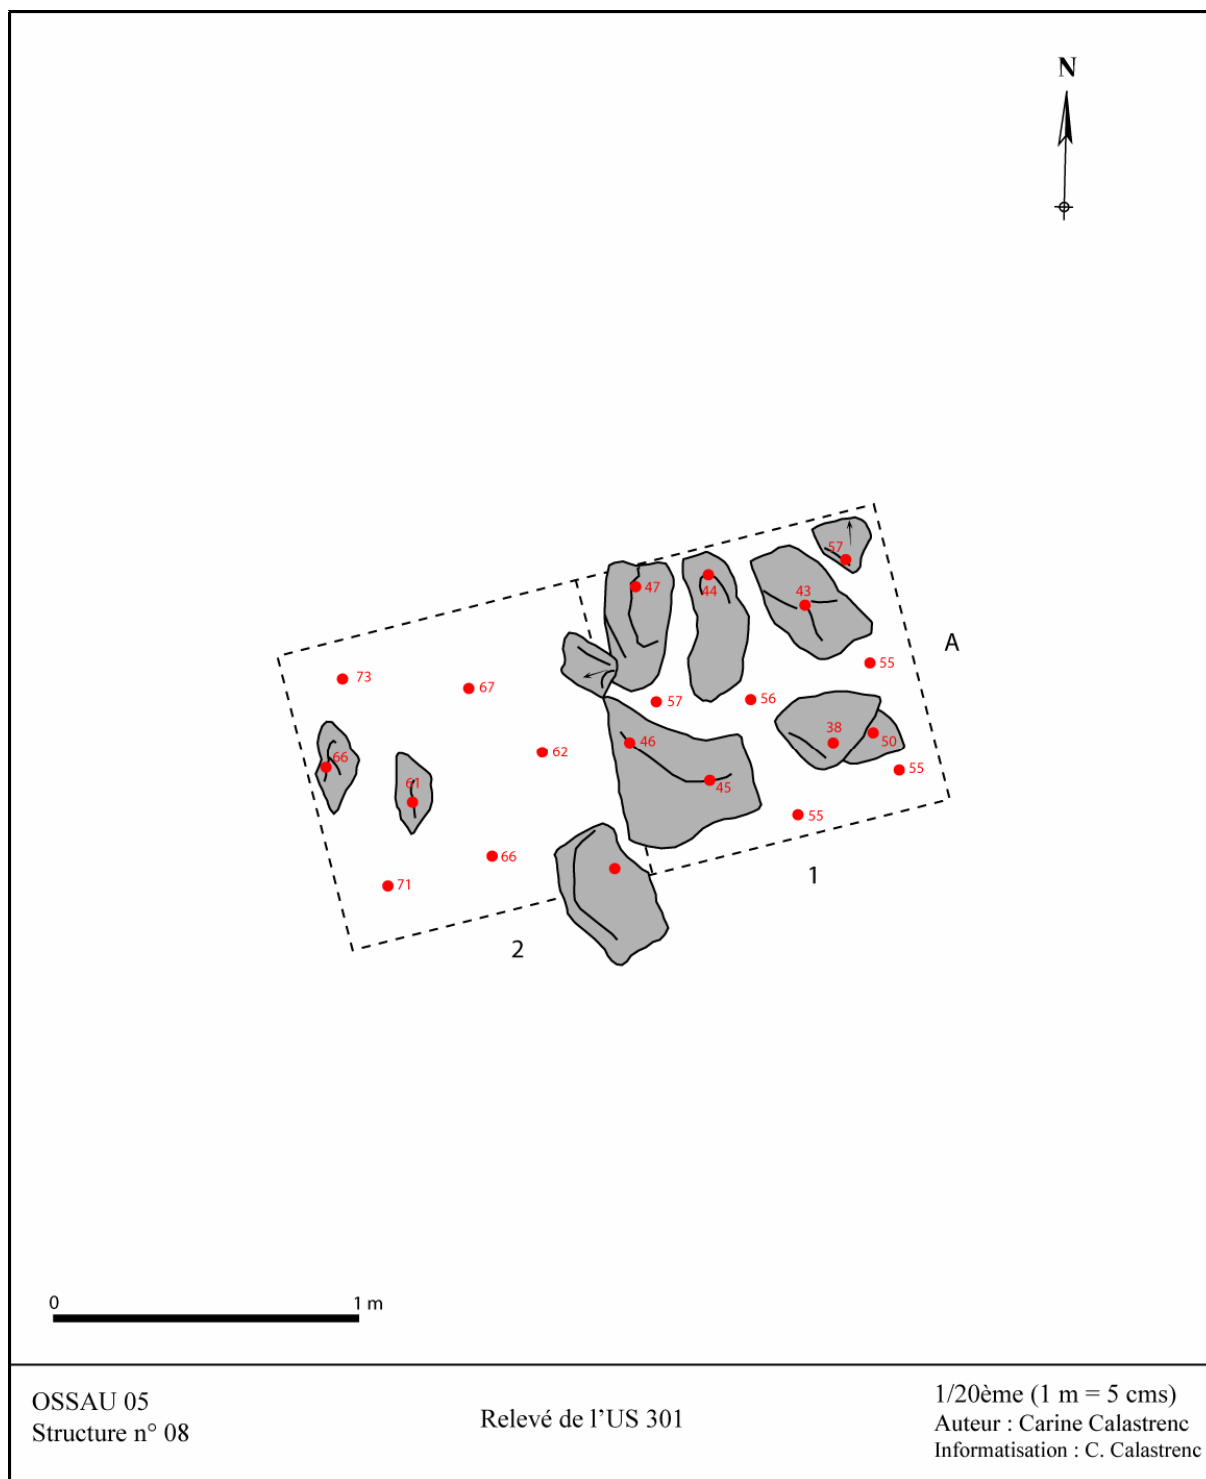 N
57
47
44
43
A
55
73
67
57
56
46
38
50
62
66
61
45
55
55
66
71
1
2
0 1 m
OSSAU 05
Structure n° 08
Relevé de l'US 301
1/20ème (1 m = 5 cms)
Auteur : Carine Calastrenc
Informatisation : C. Calastrenc